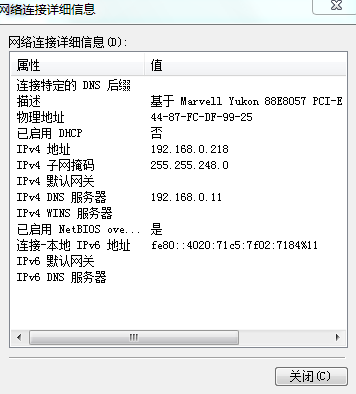 网络连接详细信息
网络连接详细信息(D):
属性 值
连接特定的 DNS 后缀
描述 基于 Marvell Yukon 88E8057 PCI-E
物理地址 44-87-FC-DF-99-25
已启用 DHCP 否
IPv4 地址 192.168.0.218
IPv4 子网掩码 255.255.248.0
IPv4 默认网关
IPv4 DNS 服务器 192.168.0.11
IPv4 WINS 服务器
已启用 NetBIOS ove... 是
连接-本地 IPv6 地址 fe80::4020:71c5:7f02:7184%11
IPv6 默认网关
IPv6 DNS 服务器
关闭(C)